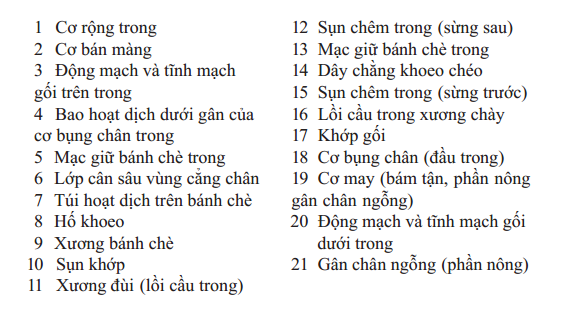 1 Cơ rộng trong
2 Cơ bán màng
3 Động mạch và tĩnh mạch
gối trên trong
4 Bao hoạt dịch dưới gân của
cơ bụng chân trong
5 Mạc giữ bánh chè trong
6 Lớp cân sâu vùng cẳng chân
7 Túi hoạt dịch trên bánh chè
8 Hố khoeo
9 Xương bánh chè
10 Sụn khớp
11 Xương đùi (lồi cầu trong)
12 Sụn chêm trong (sừng sau)
13 Mạc giữ bánh chè trong
14 Dây chằng khoeo chéo
15 Sụn chêm trong (sừng trước)
16 Lồi cầu trong xương chày
17 Khớp gối
18 Cơ bụng chân (đầu trong)
19 Cơ may (bám tận, phần nông
gân chân ngỗng)
20 Động mạch và tĩnh mạch gối
dưới trong
21 Gân chân ngỗng (phần nông)